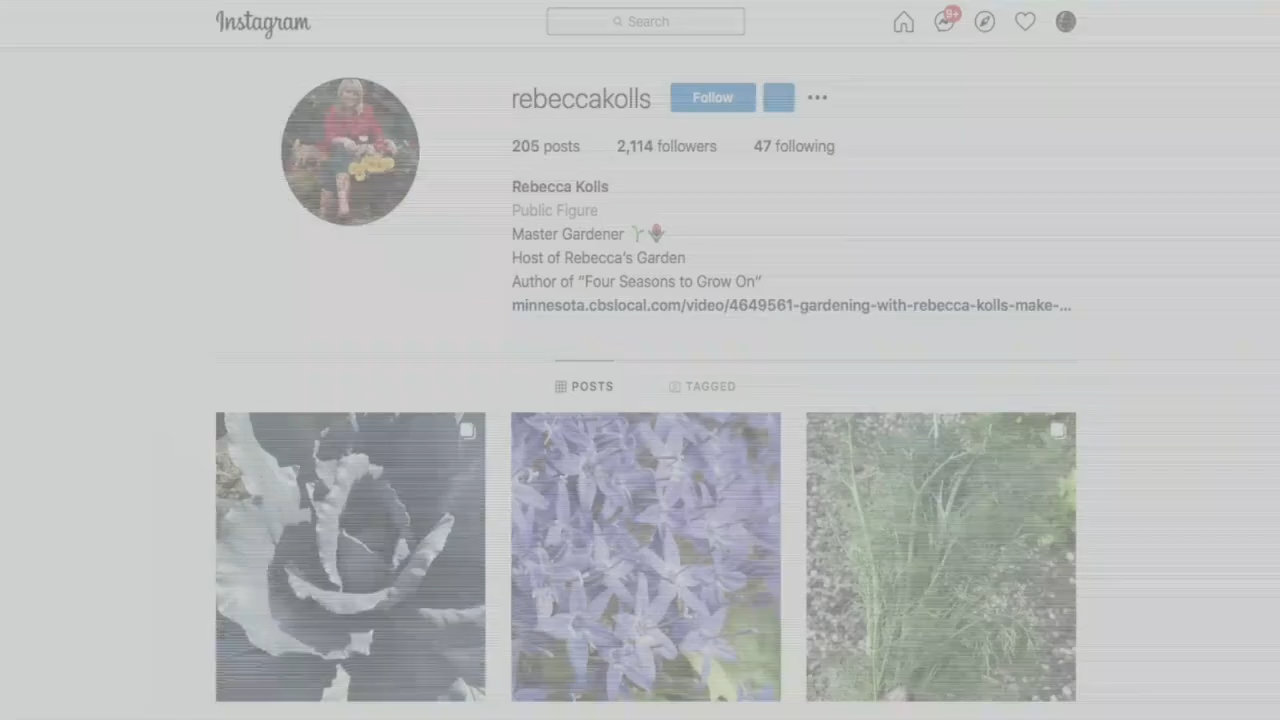 Instagram
Search
9+
rebeccakolls Follow
205 posts 2,114 followers 47 following
Rebecca Kolls
Public Figure
Master Gardener
Host of Rebecca's Garden
Author of “Four Seasons to Grow On”
minnesota.cbslocal.com/video/4649561-gardening-with-rebecca-kolls-make-...
POSTS TAGGED